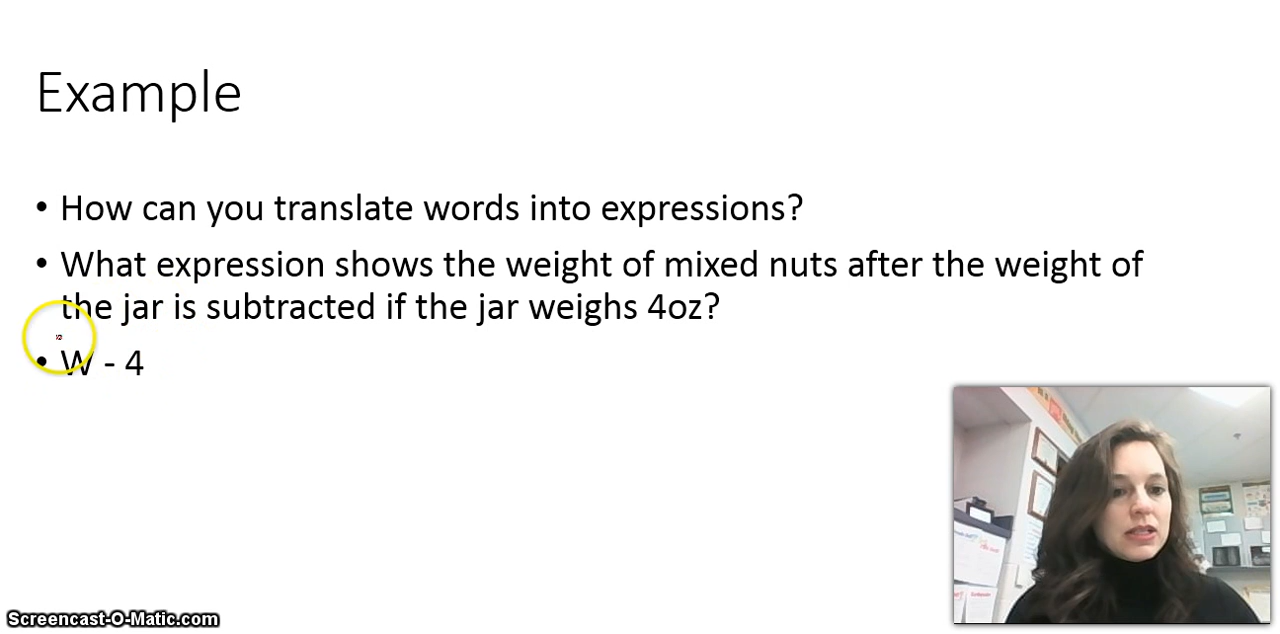 Example
• How can you translate words into expressions?
• What expression shows the weight of mixed nuts after the weight of
the jar is subtracted if the jar weighs 4oz?
• W - 4
Screencast-O-Matic.com